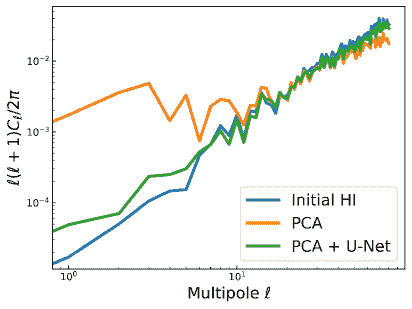 ℓ(ℓ+1)Cℓ/2π
10⁻²
10⁻³
10⁻⁴
Initial HI
PCA
PCA + U-Net
10⁰
10¹
Multipole ℓ